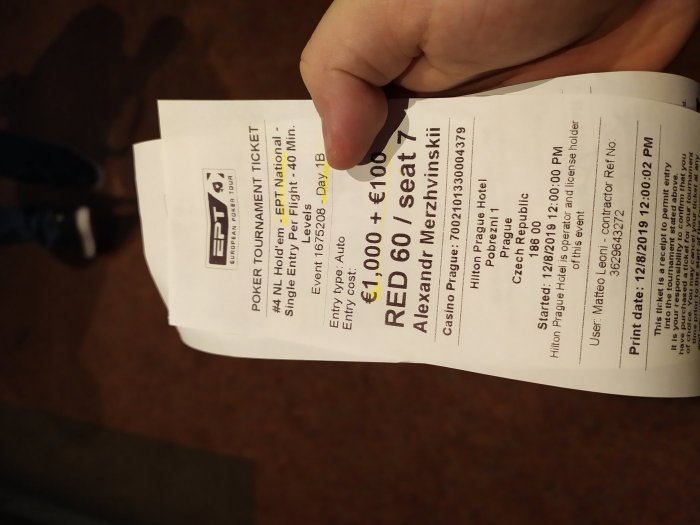 EPT
EUROPEAN POKER TOUR
POKER TOURNAMENT TICKET
#4 NL Hold'em - EPT National -
Single Entry Per Flight - 40 Min.
Levels
Event 1675208 - Day 1B
Entry type: Auto
Entry cost:
€1,000 + €100
RED 60 / seat 7
Alexandr Merzhvinskii
Casino Prague: 7002101330004379
Hilton Prague Hotel
Pobrezni 1
Prague
Czech Republic
186 00
Started: 12/8/2019 12:00:00 PM
Hilton Prague Hotel is operator and license holder
of this event
User: Matteo Leoni - contractor Ref No:
3629643272
Print date: 12/8/2019 12:00:02 PM
This ticket is a receipt to permit entry
into the tournament stated above.
It is your responsibility to confirm that you
have purchased a ticket for your tournament
of choice.